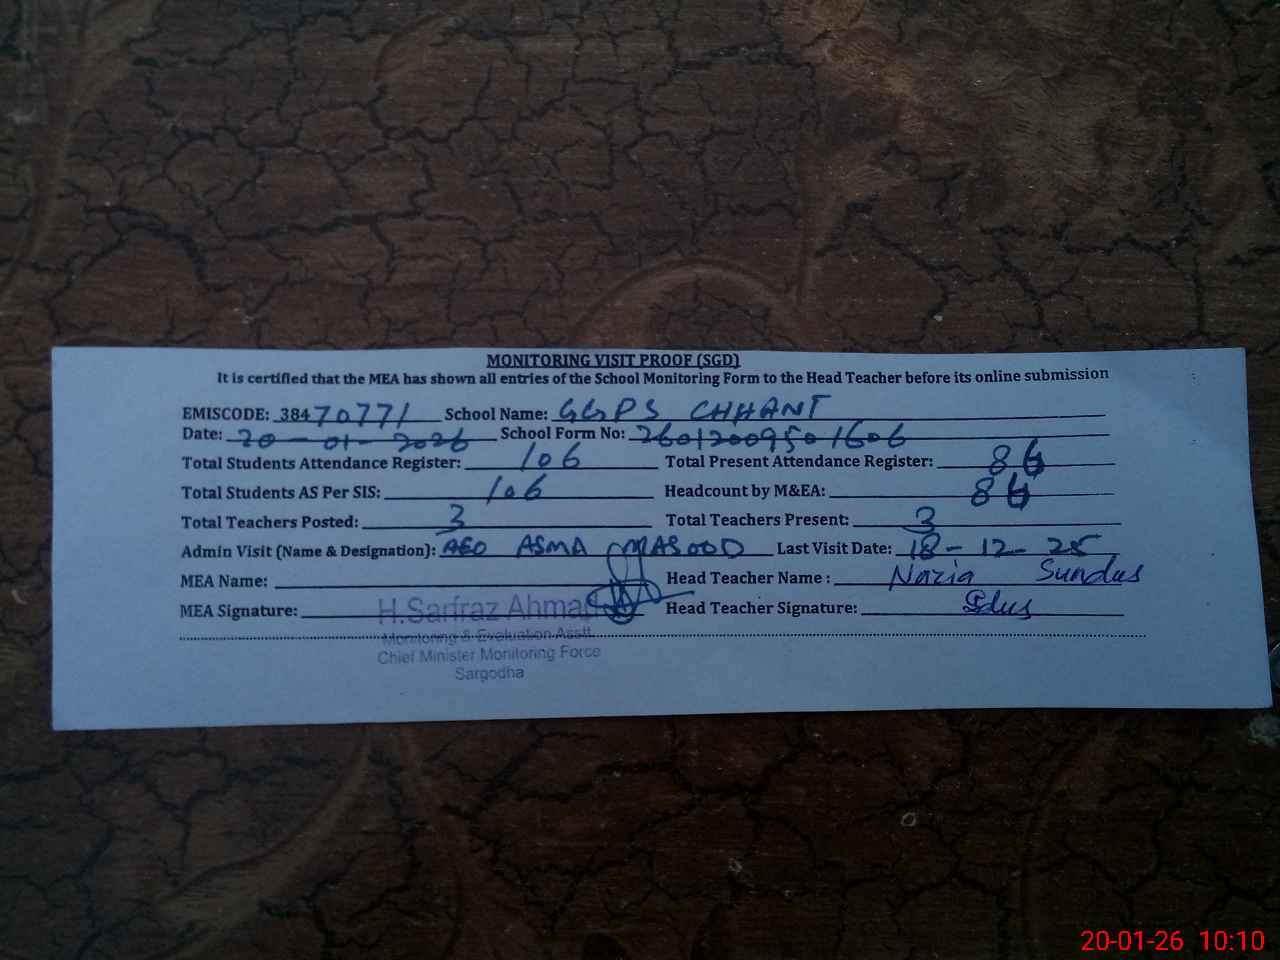 MONITORING VISIT PROOF (SGD)
It is certified that the MEA has shown all entries of the School Monitoring Form to the Head Teacher before its online submission
EMISCODE: 38470771 School Name: GGPS CHHANT
Date: 20-01-2026 School Form No: 26012009501606
Total Students Attendance Register: 106 Total Present Attendance Register: 86
Total Students AS Per SIS: 106 Headcount by M&EA: 86
Total Teachers Posted: 3 Total Teachers Present: 3
Admin Visit (Name & Designation): AEO ASMA MASOOD Last Visit Date: 18-12-25
MEA Name: Head Teacher Name : Nazia Sundus
MEA Signature: H.Sarfraz Ahmad Head Teacher Signature: Sdus
Monitoring & Evaluation Asstt
Chief Minister Monitoring Force
Sargodha
20-01-26 10:10